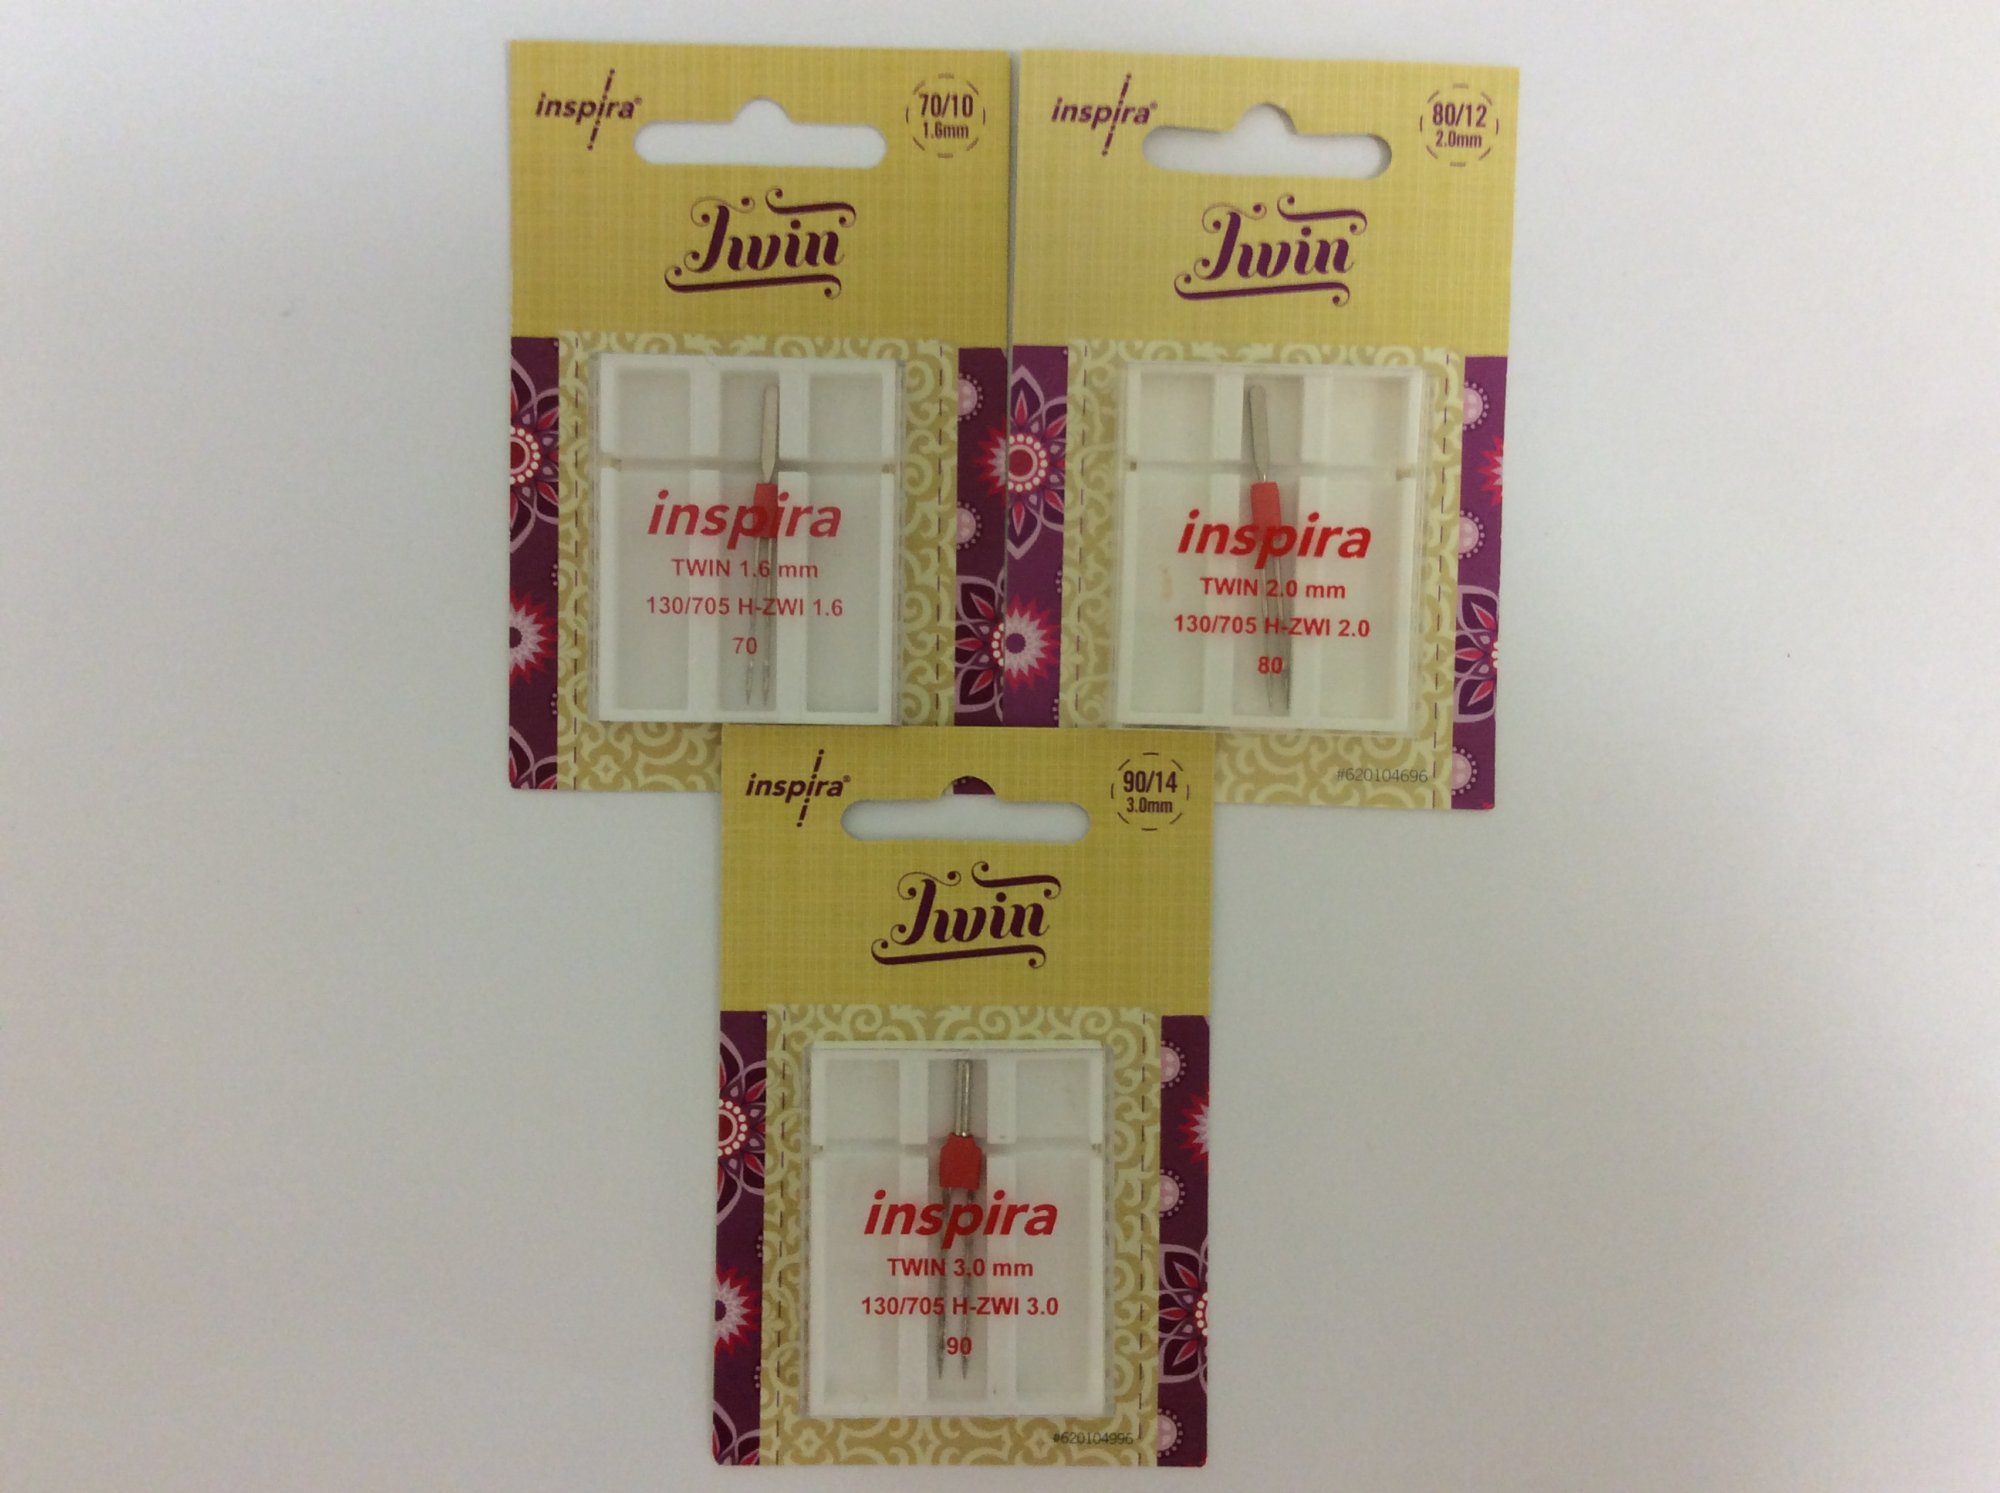 inspira®
70/10
1.6mm
Twin
inspira
TWIN 1.6 mm
130/705 H-ZWI 1.6
70
inspira®
80/12
2.0mm
Twin
inspira
TWIN 2.0 mm
130/705 H-ZWI 2.0
80
#620104696
inspira®
90/14
3.0mm
Twin
inspira
TWIN 3.0 mm
130/705 H-ZWI 3.0
90
#620104996